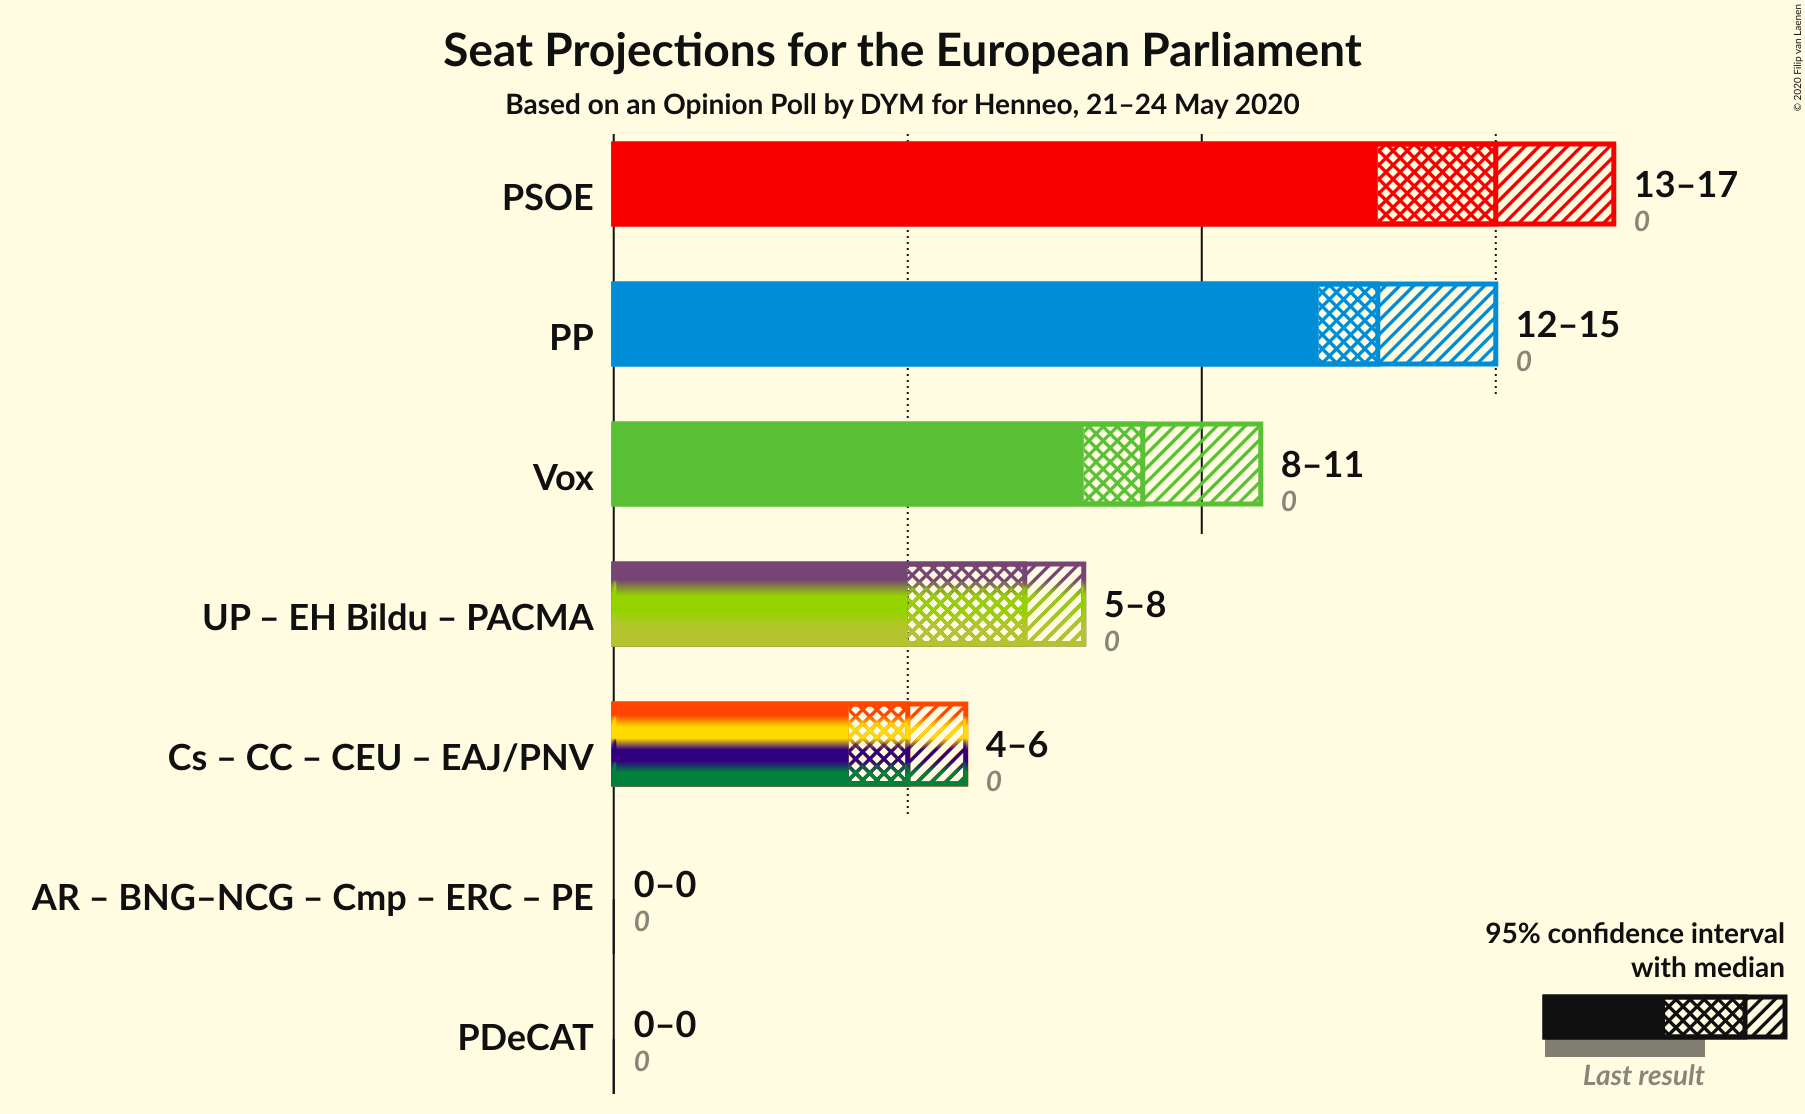 Seat Projections for the European Parliament
Based on an Opinion Poll by DYM for Henneo, 21–24 May 2020
© 2020 Filip van Laenen
PSOE
13–17
0
PP
12–15
0
Vox
8–11
0
UP – EH Bildu – PACMA
5–8
0
Cs – CC – CEU – EAJ/PNV
4–6
0
AR – BNG–NCG – Cmp – ERC – PE
0–0
0
PDeCAT
0–0
0
95% confidence interval
with median
Last result